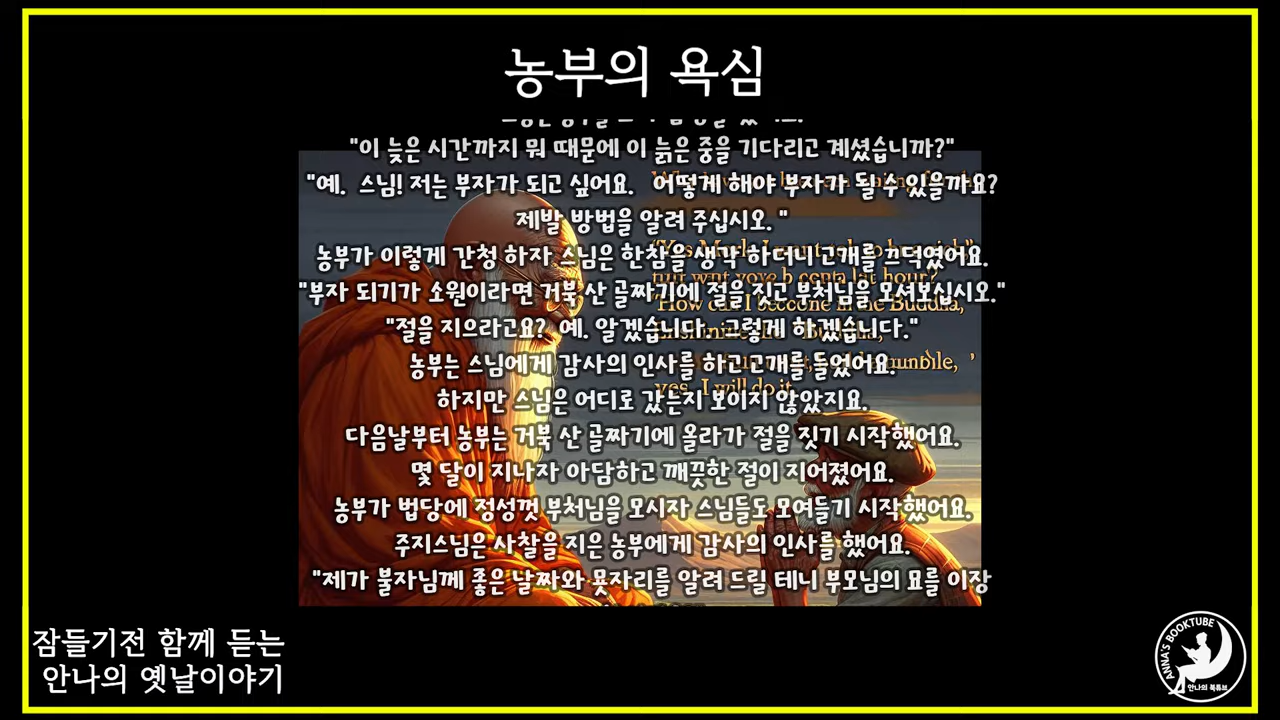 농부의 욕심
"이 늦은 시간까지 뭐 때문에 이 늙은 중을 기다리고 계셨습니까?"
"예. 스님! 저는 부자가 되고 싶어요. 어떻게 해야 부자가 될 수 있을까요?
제발 방법을 알려 주십시오. "
농부가 이렇게 간청 하자 스님은 한참을 생각 하더니 고개를 끄덕였어요.
"부자 되기가 소원이라면 거북 산 골짜기에 절을 짓고 부처님을 모셔보십시오."
"절을 지으라고요? 예. 알겠습니다. 그렇게 하겠습니다."
농부는 스님에게 감사의 인사를 하고 고개를 들었어요.
하지만 스님은 어디로 갔는지 보이지 않았지요.
다음날부터 농부는 거북 산 골짜기에 올라가 절을 짓기 시작했어요.
몇 달이 지나자 아담하고 깨끗한 절이 지어졌어요.
농부가 법당에 정성껏 부처님을 모시자 스님들도 모여들기 시작했어요.
주지스님은 사찰을 지은 농부에게 감사의 인사를 했어요.
"제가 불자님께 좋은 날짜와 묫자리를 알려 드릴 테니 부모님의 묘를 이장
잠들기전 함께 듣는
안나의 옛날이야기
ANNA'S BOOKTUBE
안나의 북튜브